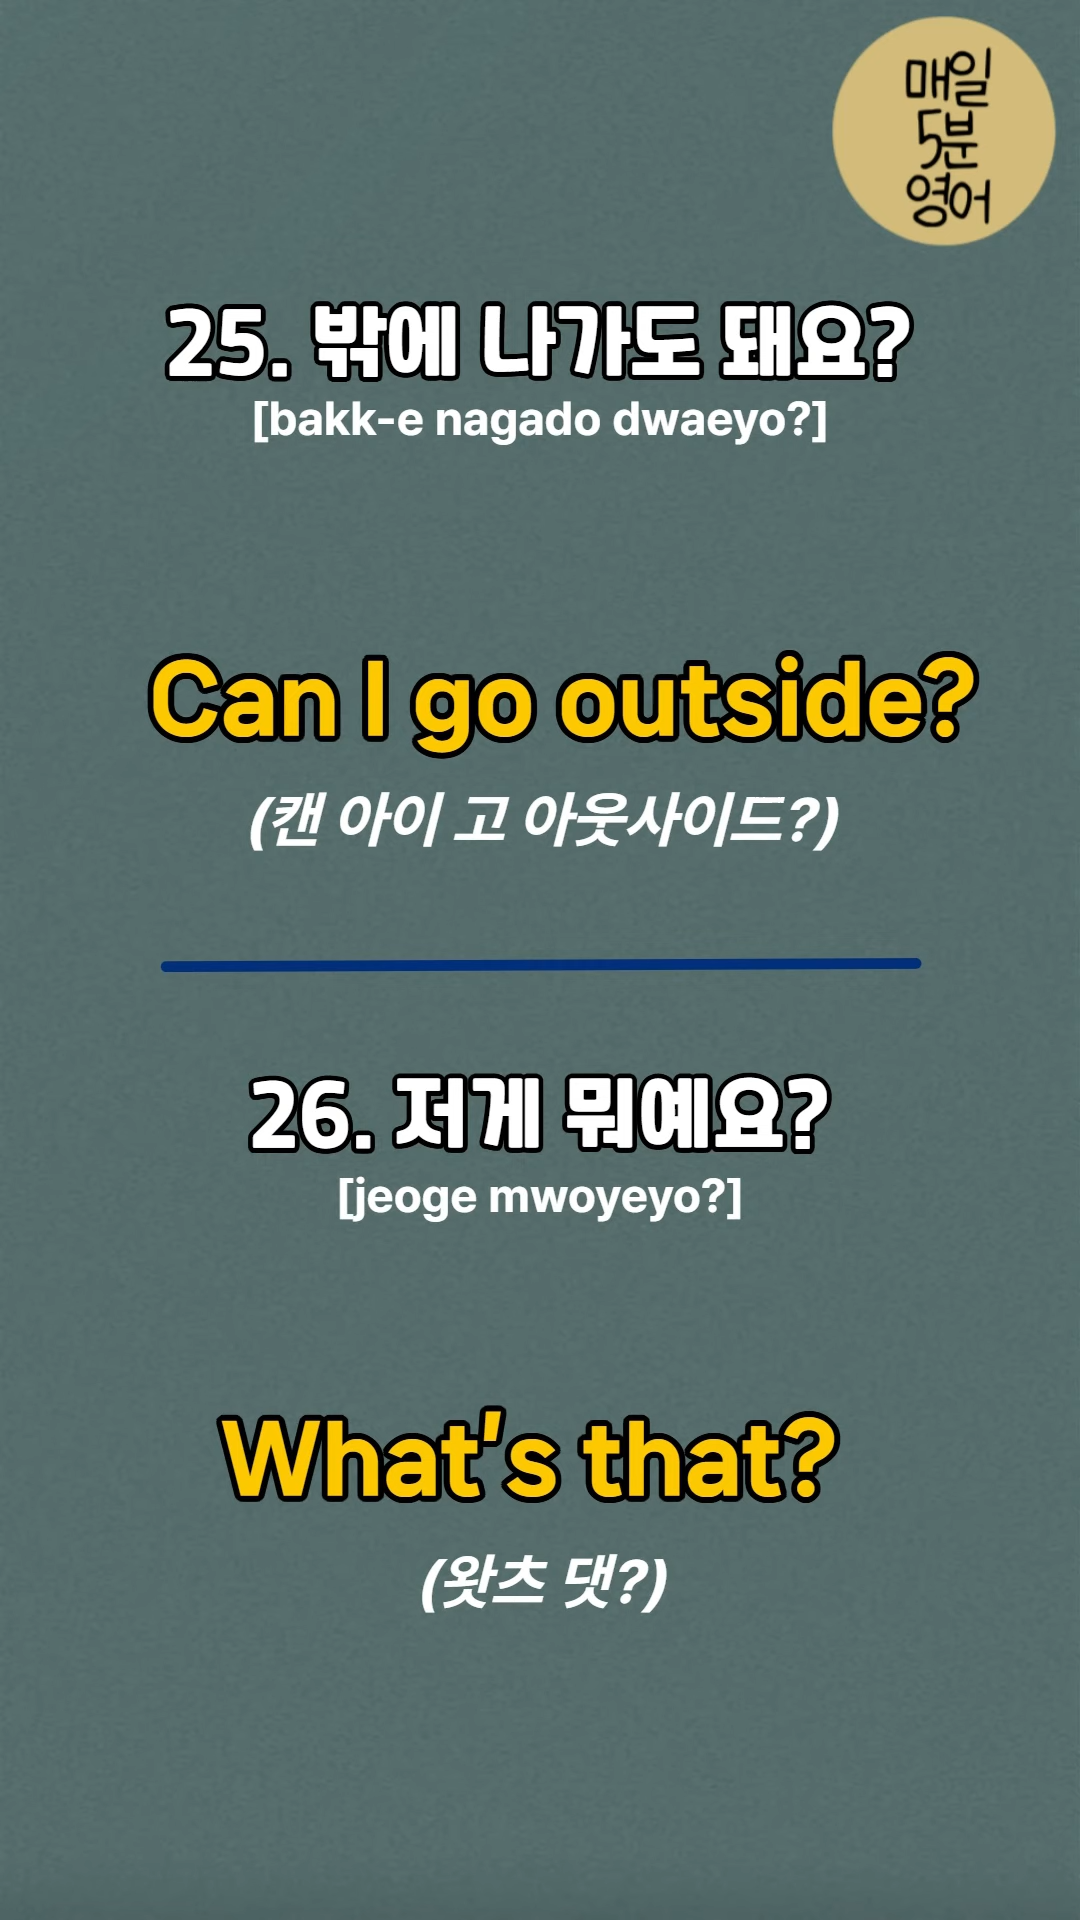 매일
5분
영어
25. 밖에 나가도 돼요?
[bakk-e nagado dwaeyo?]
Can I go outside?
(캔 아이 고 아웃사이드?)
26. 저게 뭐예요?
[jeoge mwoyeyo?]
What's that?
(왓츠 댓?)